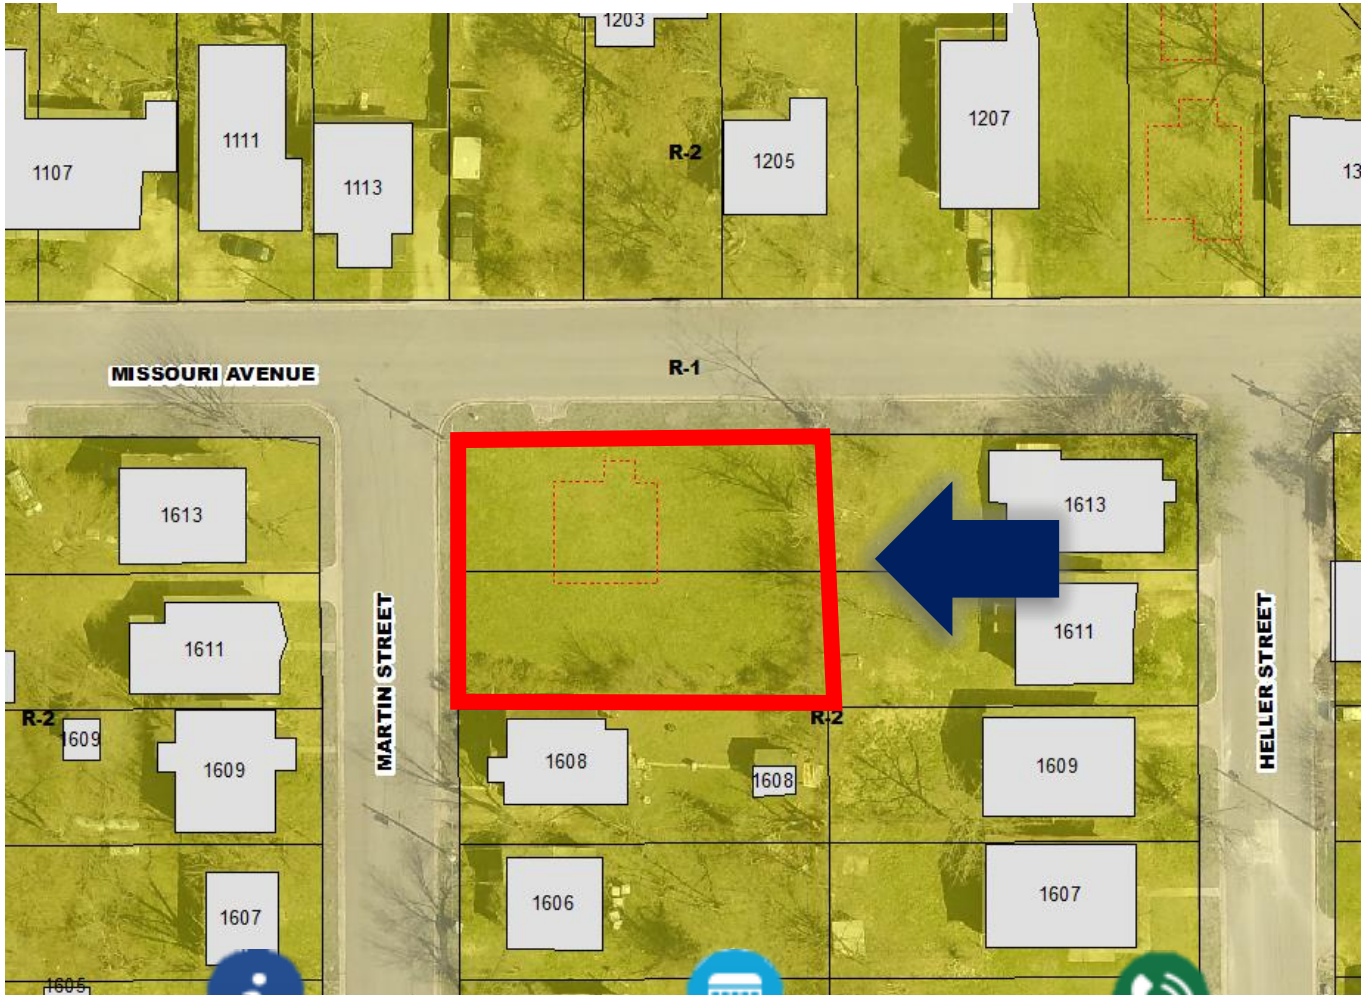 1203
1207
1111
R-2
1205
1107
1113
13
R-1
MISSOURI AVENUE
1613
1613
1611
1611
MARTIN STREET
HELLER STREET
R-2
R-2
1609
1609
1608
1608
1609
1607
1606
1607
1605